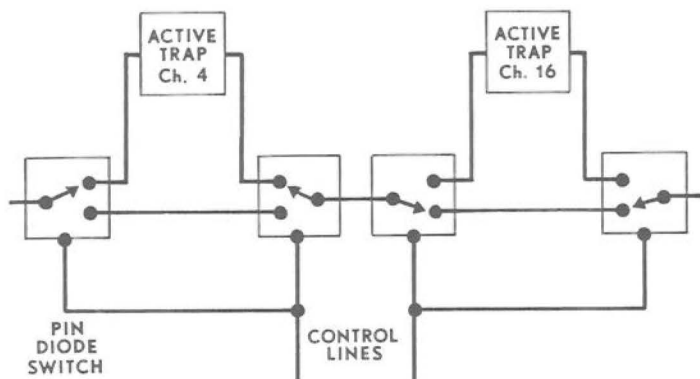 ACTIVE
TRAP
Ch. 4
ACTIVE
TRAP
Ch. 16
PIN
DIODE
SWITCH
CONTROL
LINES